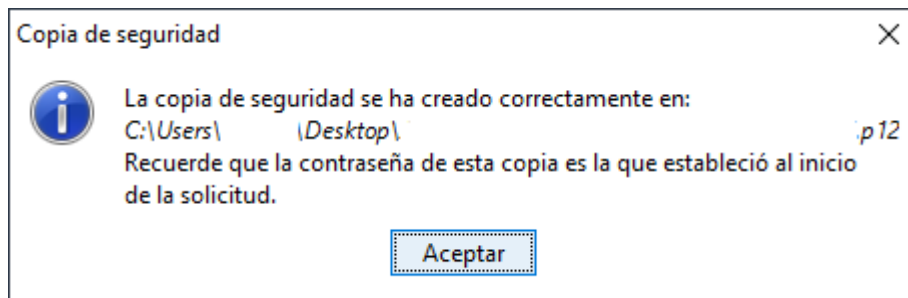 Copia de seguridad
La copia de seguridad se ha creado correctamente en:
C:\Users\ \Desktop\ .p12
Recuerde que la contraseña de esta copia es la que estableció al inicio
de la solicitud.
Aceptar